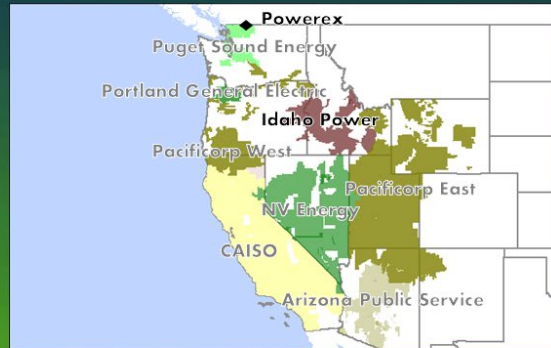 Powerex
Puget Sound Energy
Portland General Electric
Idaho Power
Pacificorp West
Pacificorp East
NV Energy
CAISO
Arizona Public Service